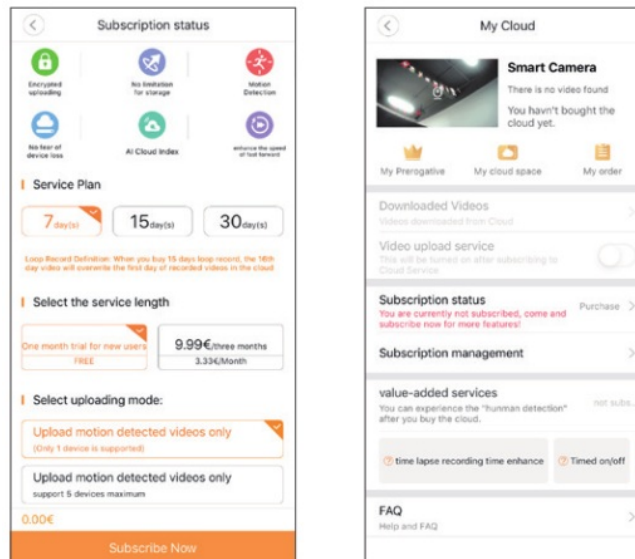 Subscription status
Encrypted
uploading
No limitation
for storage
Motion
Detection
No fear of
device loss
AI Cloud Index
enhance the speed
of fast forward
Service Plan
7day(s)
15day(s)
30day(s)
Loop Record Definition: When you buy 15 days loop record, the 16th
day video will overwrite the first day of recorded videos in the cloud
Select the service length
One month trial for new users
FREE
9.99€/three months
3.33€/Month
Select uploading mode:
Upload motion detected videos only
(Only 1 device is supported)
Upload motion detected videos only
support 5 devices maximum
0.00€
Subscribe Now
My Cloud
Smart Camera
There is no video found
You havn't bought the
cloud yet.
My Prerogative
My cloud space
My order
Downloaded Videos
Videos downloaded from Cloud
Video upload service
This will be turned on after subscribing to
Cloud Service.
Subscription status
You are currently not subscribed, come and
subscribe now for more features!
Purchase
Subscription management
value-added services
You can experience the "hunman detection"
after you buy the cloud.
not subs..
time lapse recording time enhance
Timed on/off
FAQ
Help and FAQ